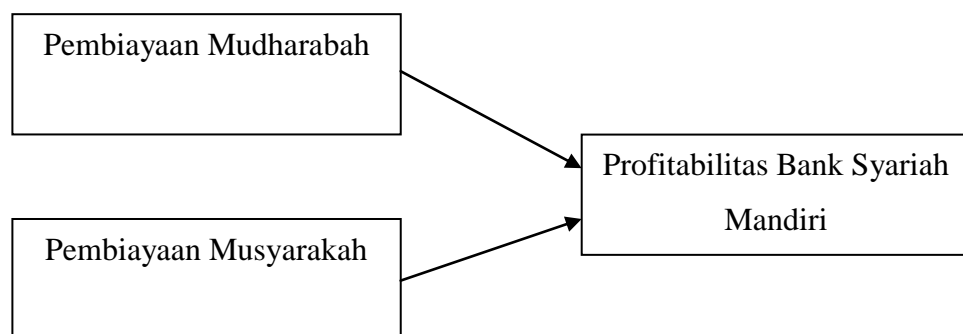 Pembiayaan Mudharabah
Profitabilitas Bank Syariah
Mandiri
Pembiayaan Musyarakah